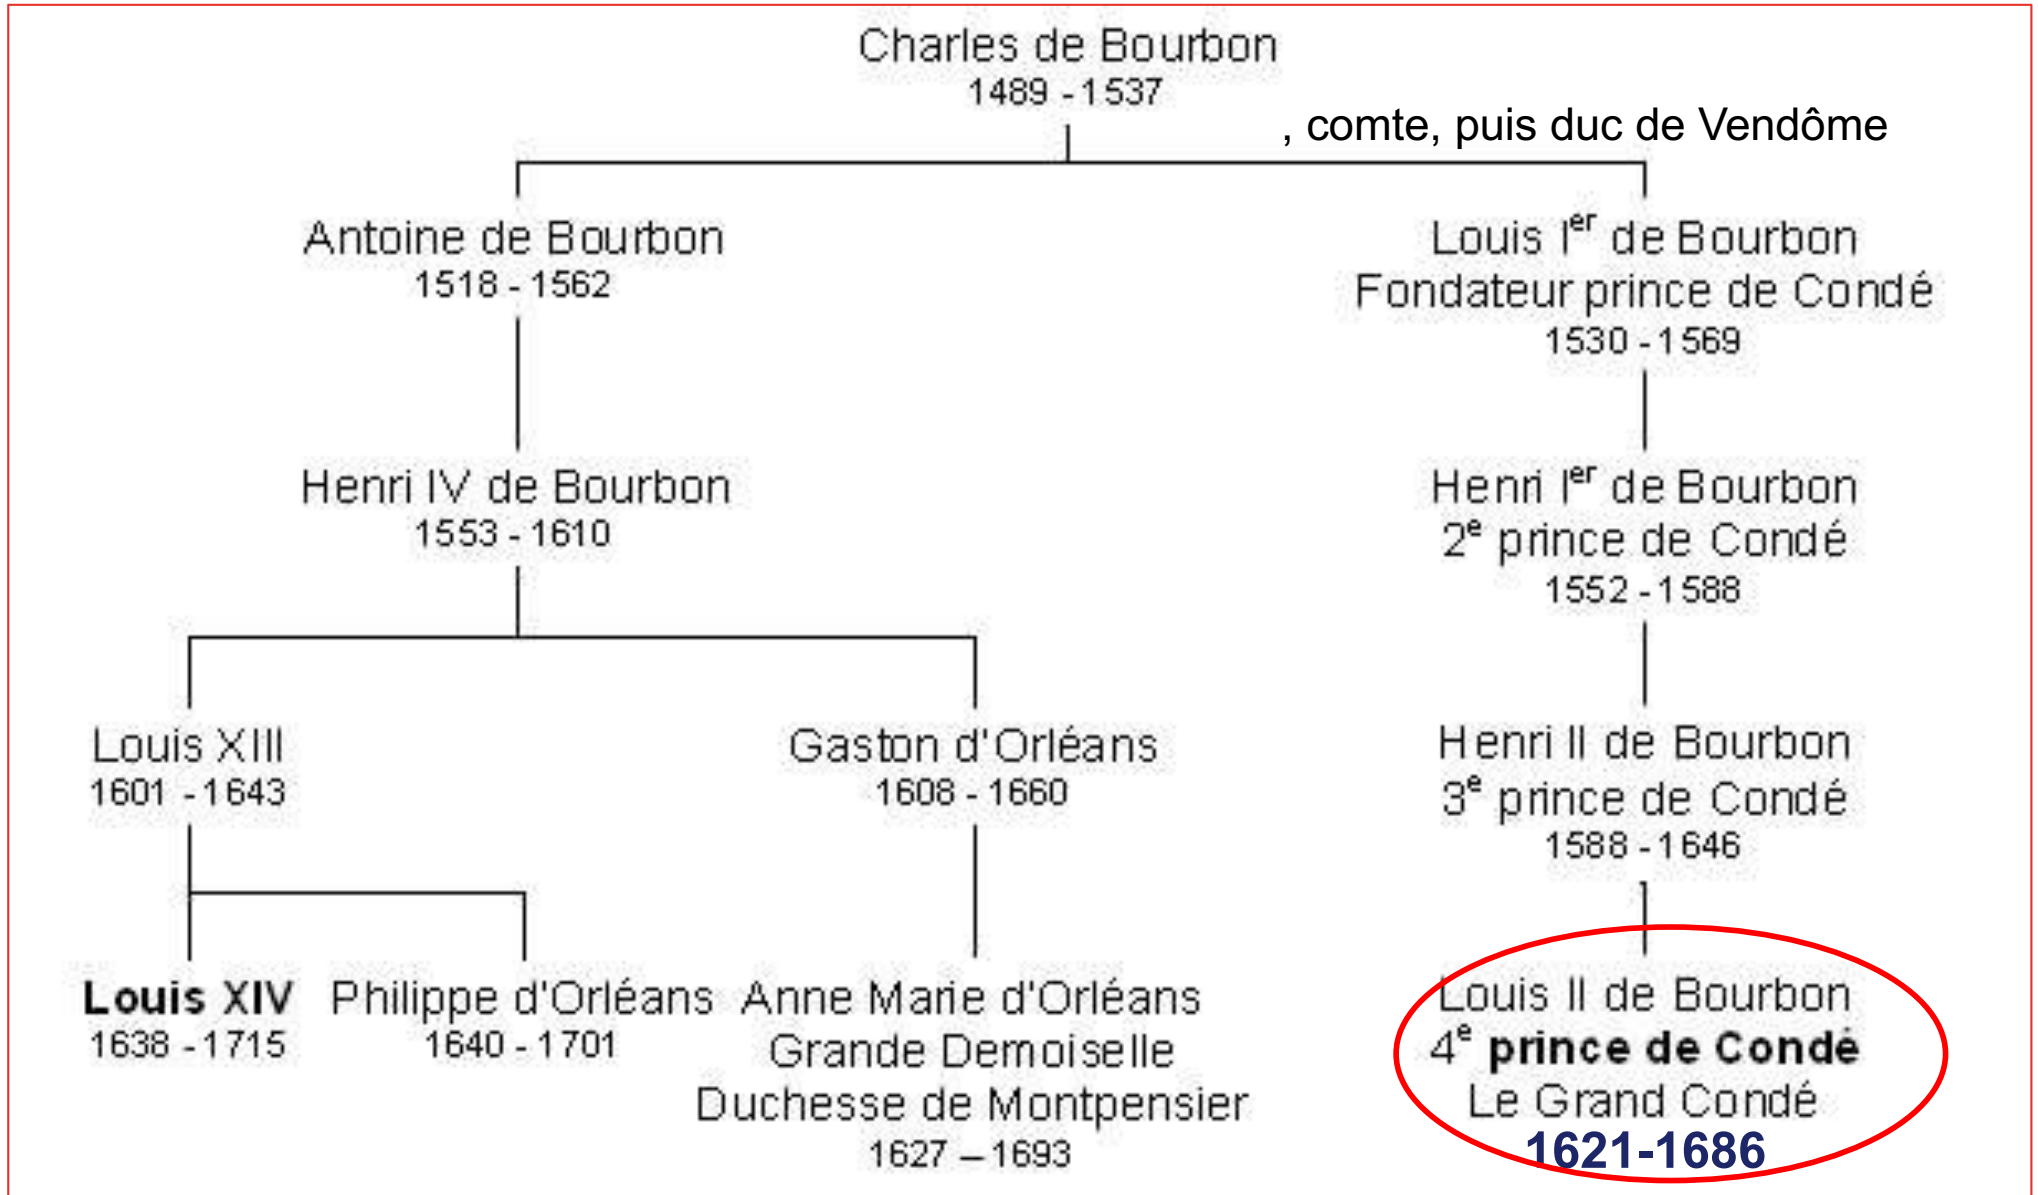 Charles de Bourbon
1489 - 1537
, comte, puis duc de Vendôme
Antoine de Bourbon
1518 - 1562
Louis Ier de Bourbon
Fondateur prince de Condé
1530 - 1569
Henri IV de Bourbon
1553 - 1610
Henri Ier de Bourbon
2e prince de Condé
1552 - 1588
Louis XIII
1601 - 1643
Gaston d'Orléans
1608 - 1660
Henri II de Bourbon
3e prince de Condé
1588 - 1646
Louis XIV
1638 - 1715
Philippe d'Orléans
1640 - 1701
Anne Marie d'Orléans
Grande Demoiselle
Duchesse de Montpensier
1627 – 1693
Louis II de Bourbon
4e prince de Condé
Le Grand Condé
1621-1686